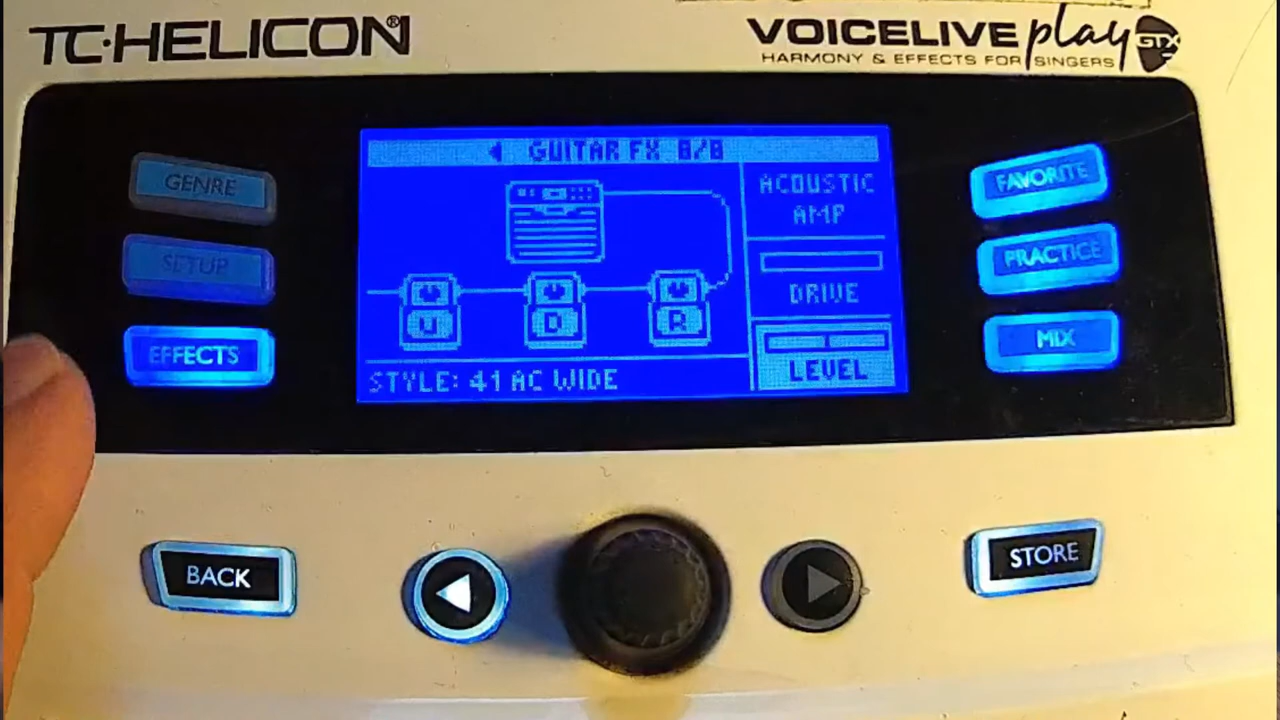 TC·HELICON®
VOICELIVE play GTX
HARMONY & EFFECTS FOR SINGERS
GENRE
SETUP
EFFECTS
GUITAR FX 8/8
ACOUSTIC
AMP
DRIVE
LEVEL
U D R
STYLE: 41 AC WIDE
FAVORITE
PRACTICE
MIX
BACK
STORE